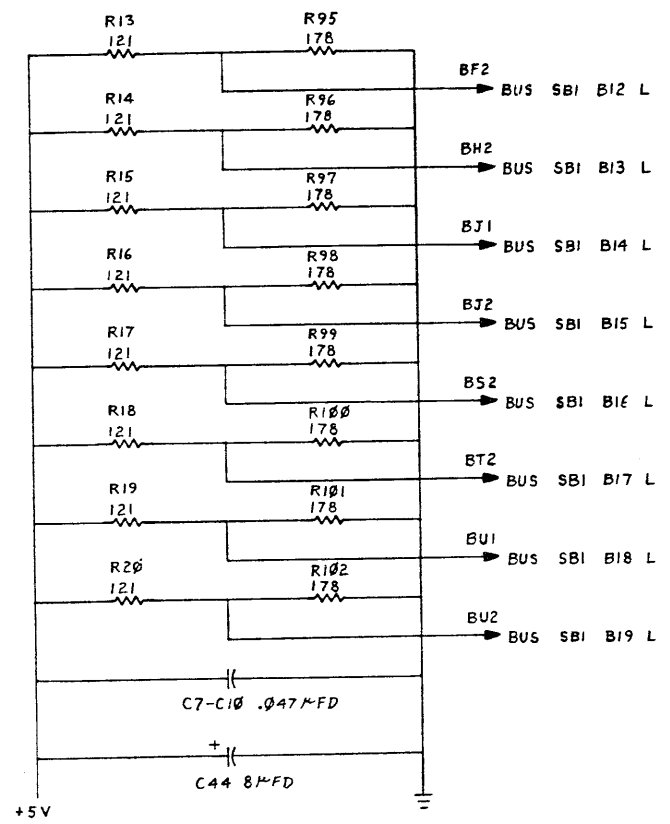 R13 R95
121 178
BF2
BUS SBI B12 L
R14 R96
121 178
BH2
BUS SBI B13 L
R15 R97
121 178
BJ1
BUS SBI B14 L
R16 R98
121 178
BJ2
BUS SBI B15 L
R17 R99
121 178
BS2
BUS SBI B16 L
R18 R1ØØ
121 178
BT2
BUS SBI B17 L
R19 R1Ø1
121 178
BU1
BUS SBI B18 L
R2Ø R1Ø2
121 178
BU2
BUS SBI B19 L
C7-C1Ø .Ø47µFD
+
C44 8µFD
+5V